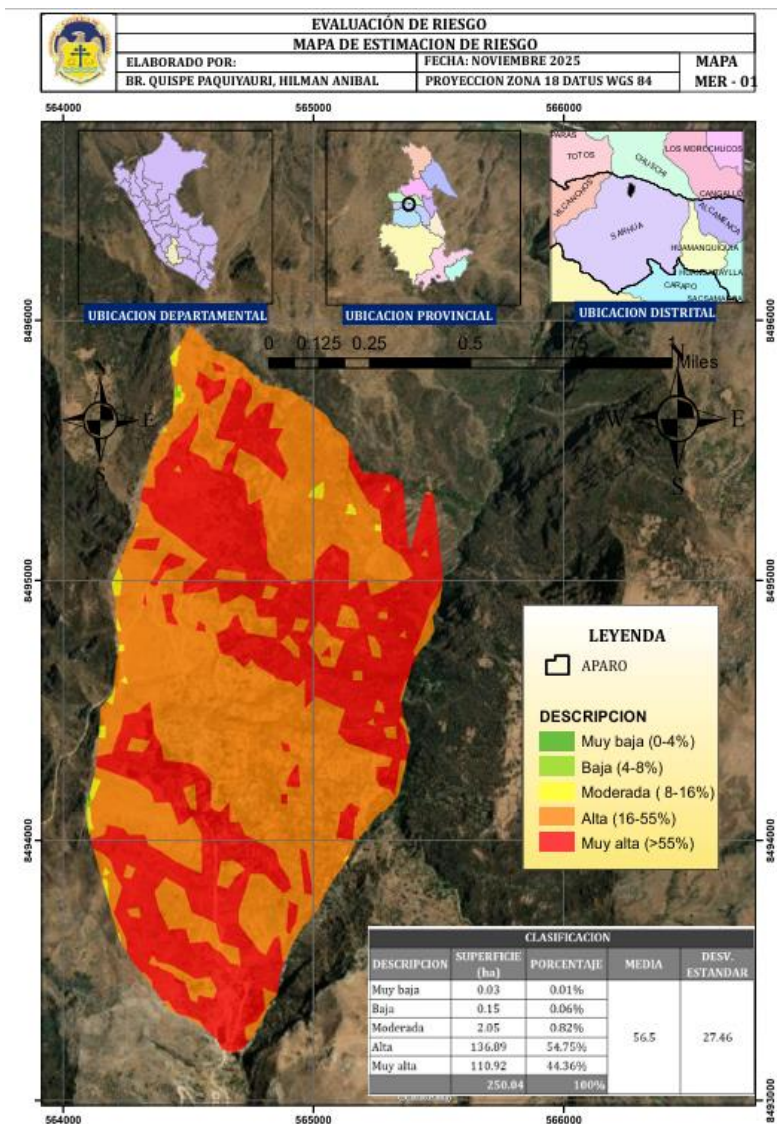 EVALUACIÓN DE RIESGO
MAPA DE ESTIMACION DE RIESGO
ELABORADO POR:
FECHA: NOVIEMBRE 2025
MAPA
BR. QUISPE PAQUIYAURI, HILMAN ANIBAL
PROYECCION ZONA 18 DATUS WGS 84
MER - 01
564000 565000 566000
TOTOS
CHUSCHI
LOS MOROCHUCOS
CANGALLO
VILCANCHOS
SARHUA
ALCAMENCA
HUAMANQUIQUIA
CARAPO
UBICACION DEPARTAMENTAL
UBICACION PROVINCIAL
UBICACION DISTRITAL
8496000 8496000
0 0.125 0.25 0.5 0.75 1
Miles
N
E
S
N
W E
S
8495000 8495000
LEYENDA
APARO
DESCRIPCION
Muy baja (0-4%)
Baja (4-8%)
Moderada ( 8-16%)
Alta (16-55%)
Muy alta (>55%)
8494000 8494000
CLASIFICACION
DESCRIPCION SUPERFICIE (ha) PORCENTAJE MEDIA DESV. ESTANDAR
Muy baja 0.03 0.01%
Baja 0.15 0.06%
Moderada 2.05 0.82%
56.5 27.46
Alta 136.89 54.75%
Muy alta 110.92 44.36%
250.04 100%
8493000
564000 565000 566000